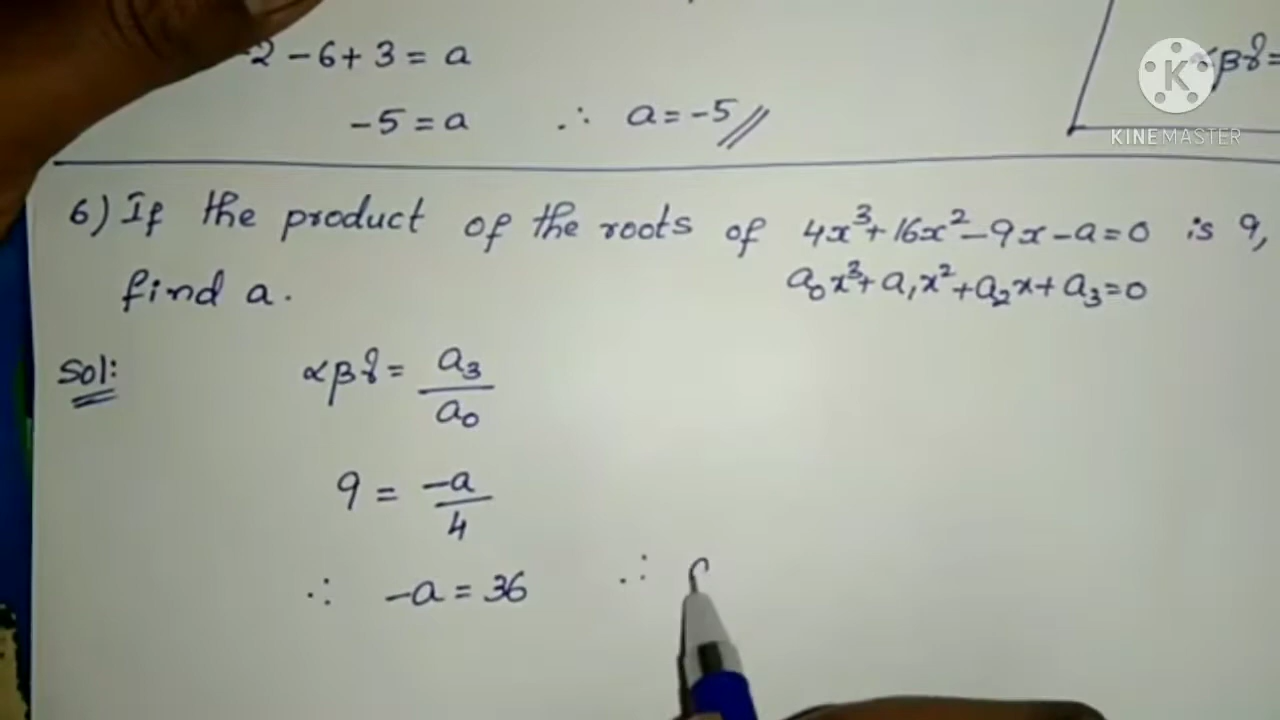 -2 - 6 + 3 = a
-5 = a ∴ a = -5 //
αβγ =
KINEMASTER
6) If the product of the roots of 4x³ + 16x² - 9x - a = 0 is 9,
find a.
a₀x³ + a₁x² + a₂x + a₃ = 0
Sol:
αβγ = a₃/a₀
9 = -a/4
∴ -a = 36 ∴